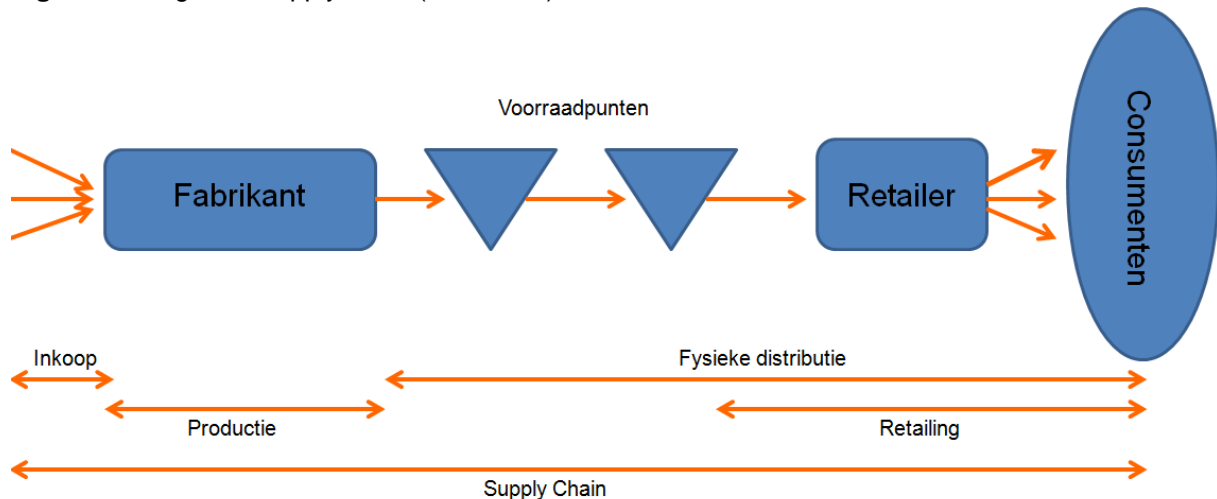 Voorraadpunten
Fabrikant
Retailer
Consumenten
Inkoop
Fysieke distributie
Productie
Retailing
Supply Chain